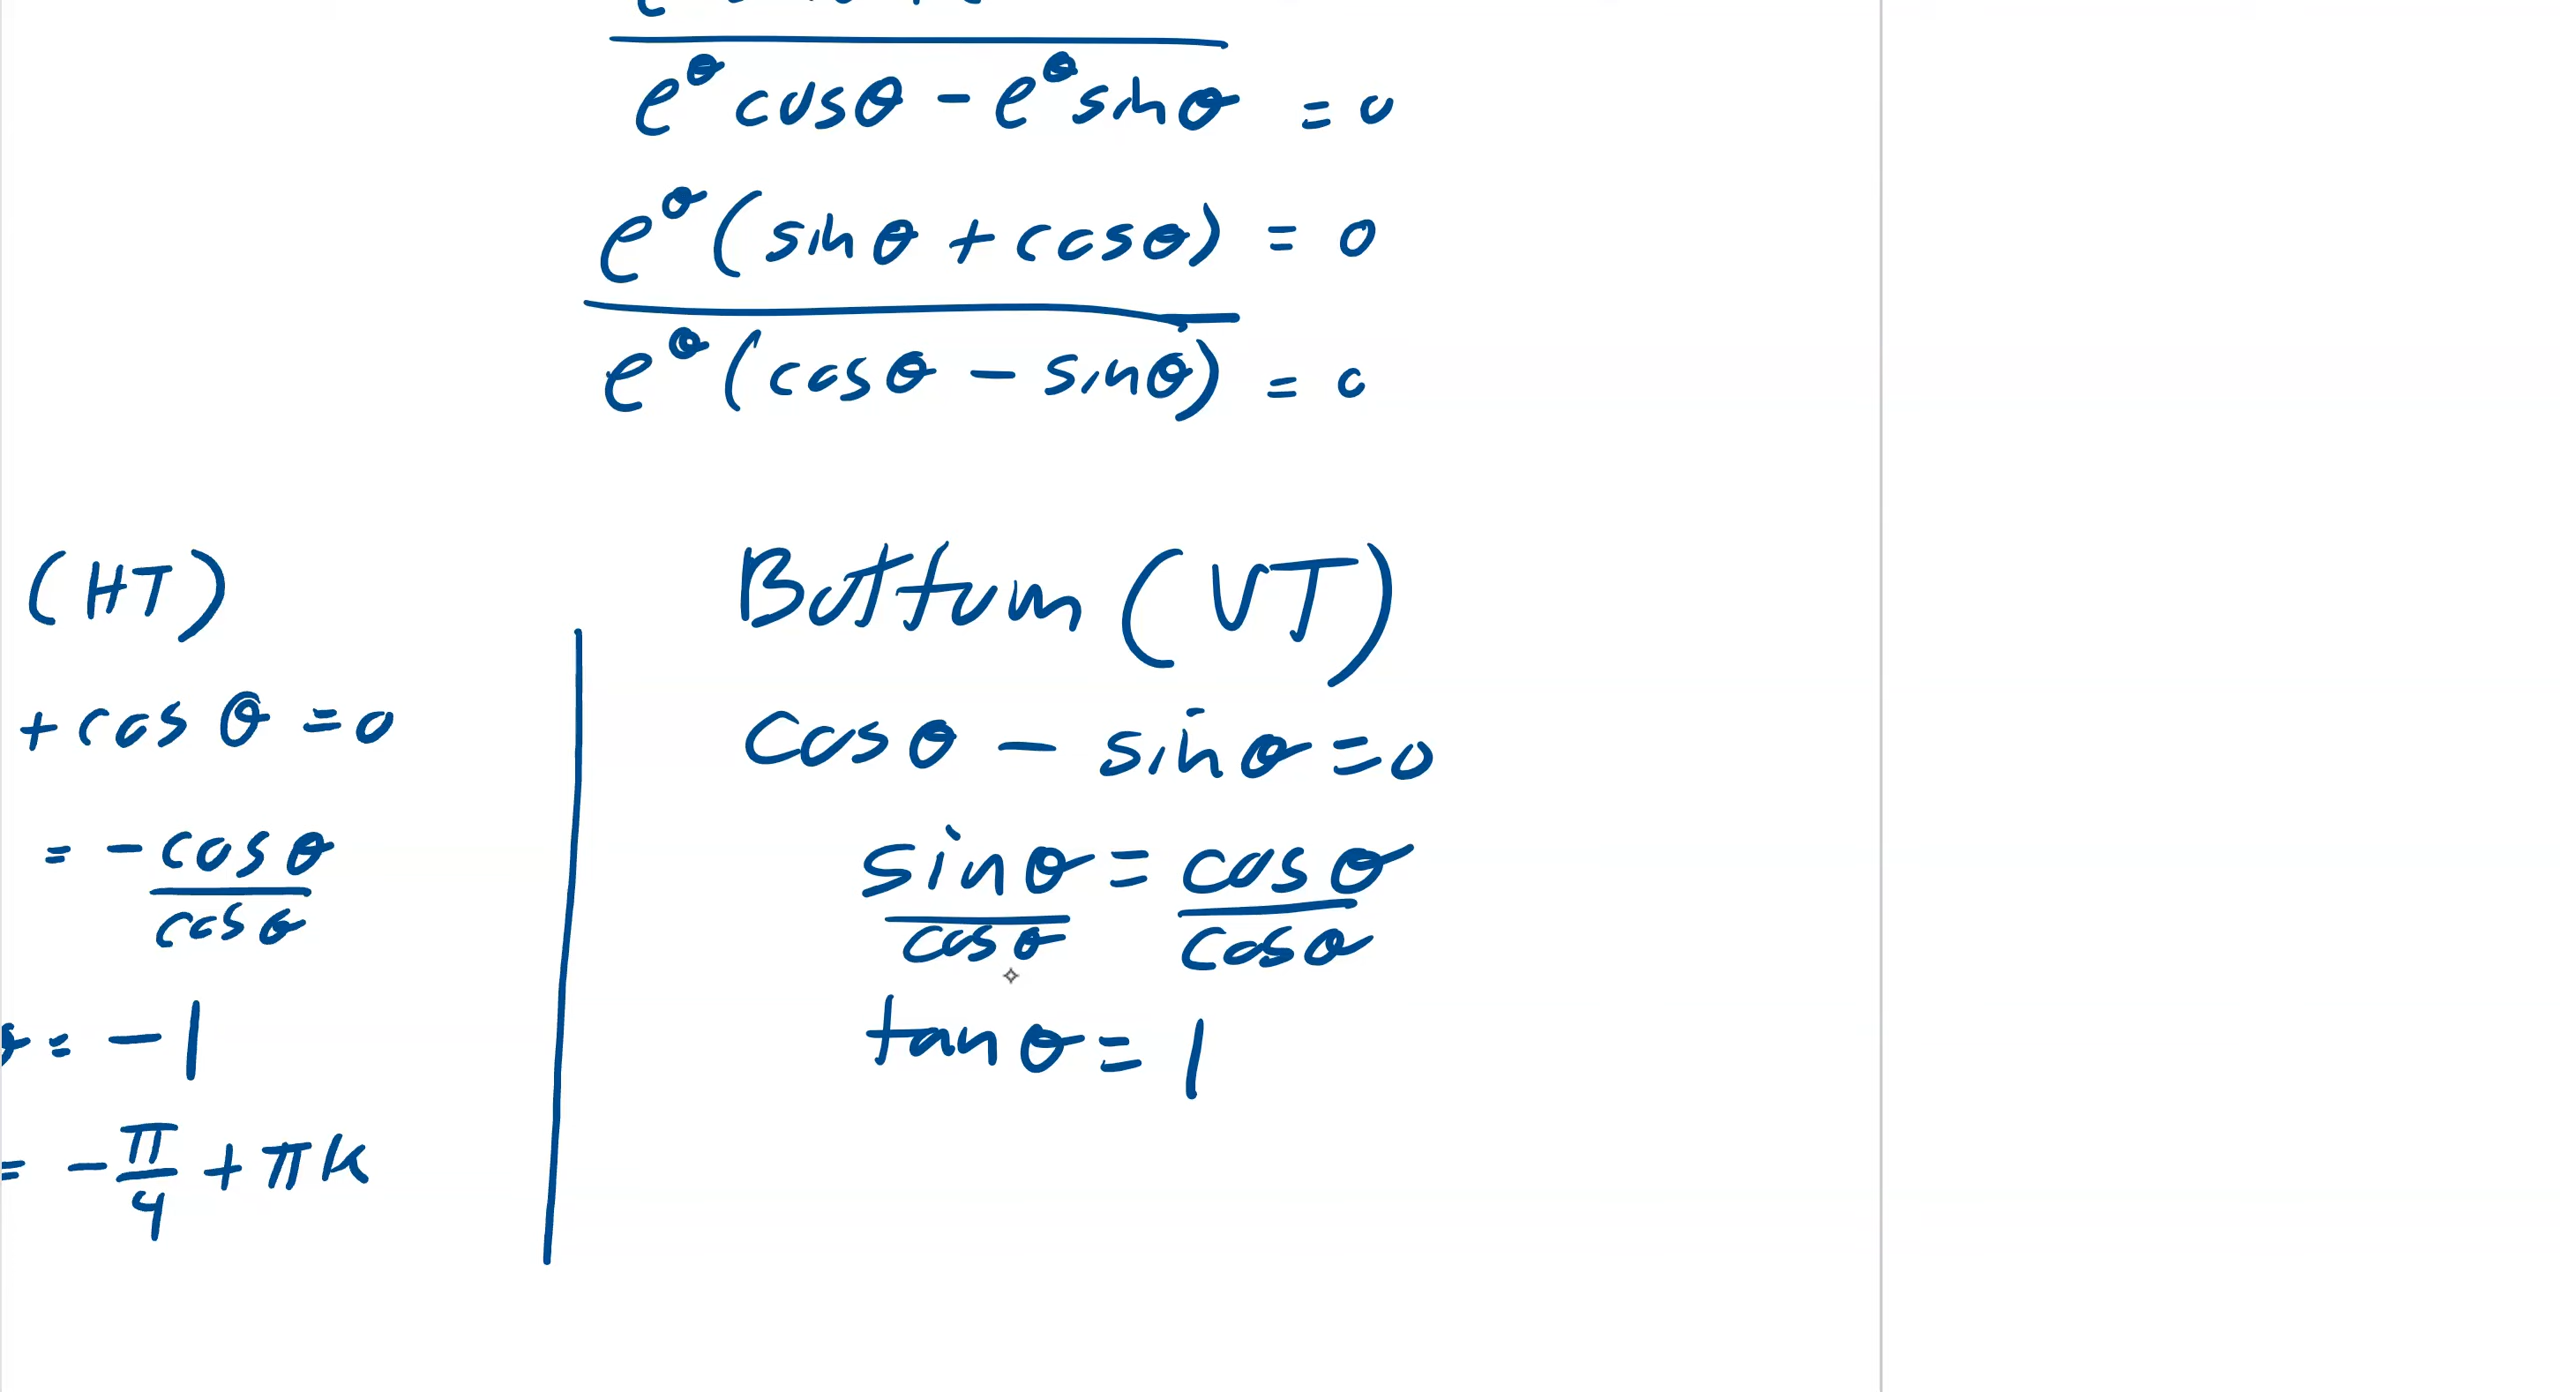 e^θ cosθ - e^θ sinθ = 0
e^θ (sinθ + cosθ) = 0
e^θ (cosθ - sinθ) = 0
(HT)
+ cos θ = 0
= - cosθ / cosθ
θ = -1
= -π/4 + πk
Bottom (VT)
cosθ - sinθ = 0
sinθ / cosθ = cosθ / cosθ
tanθ = 1